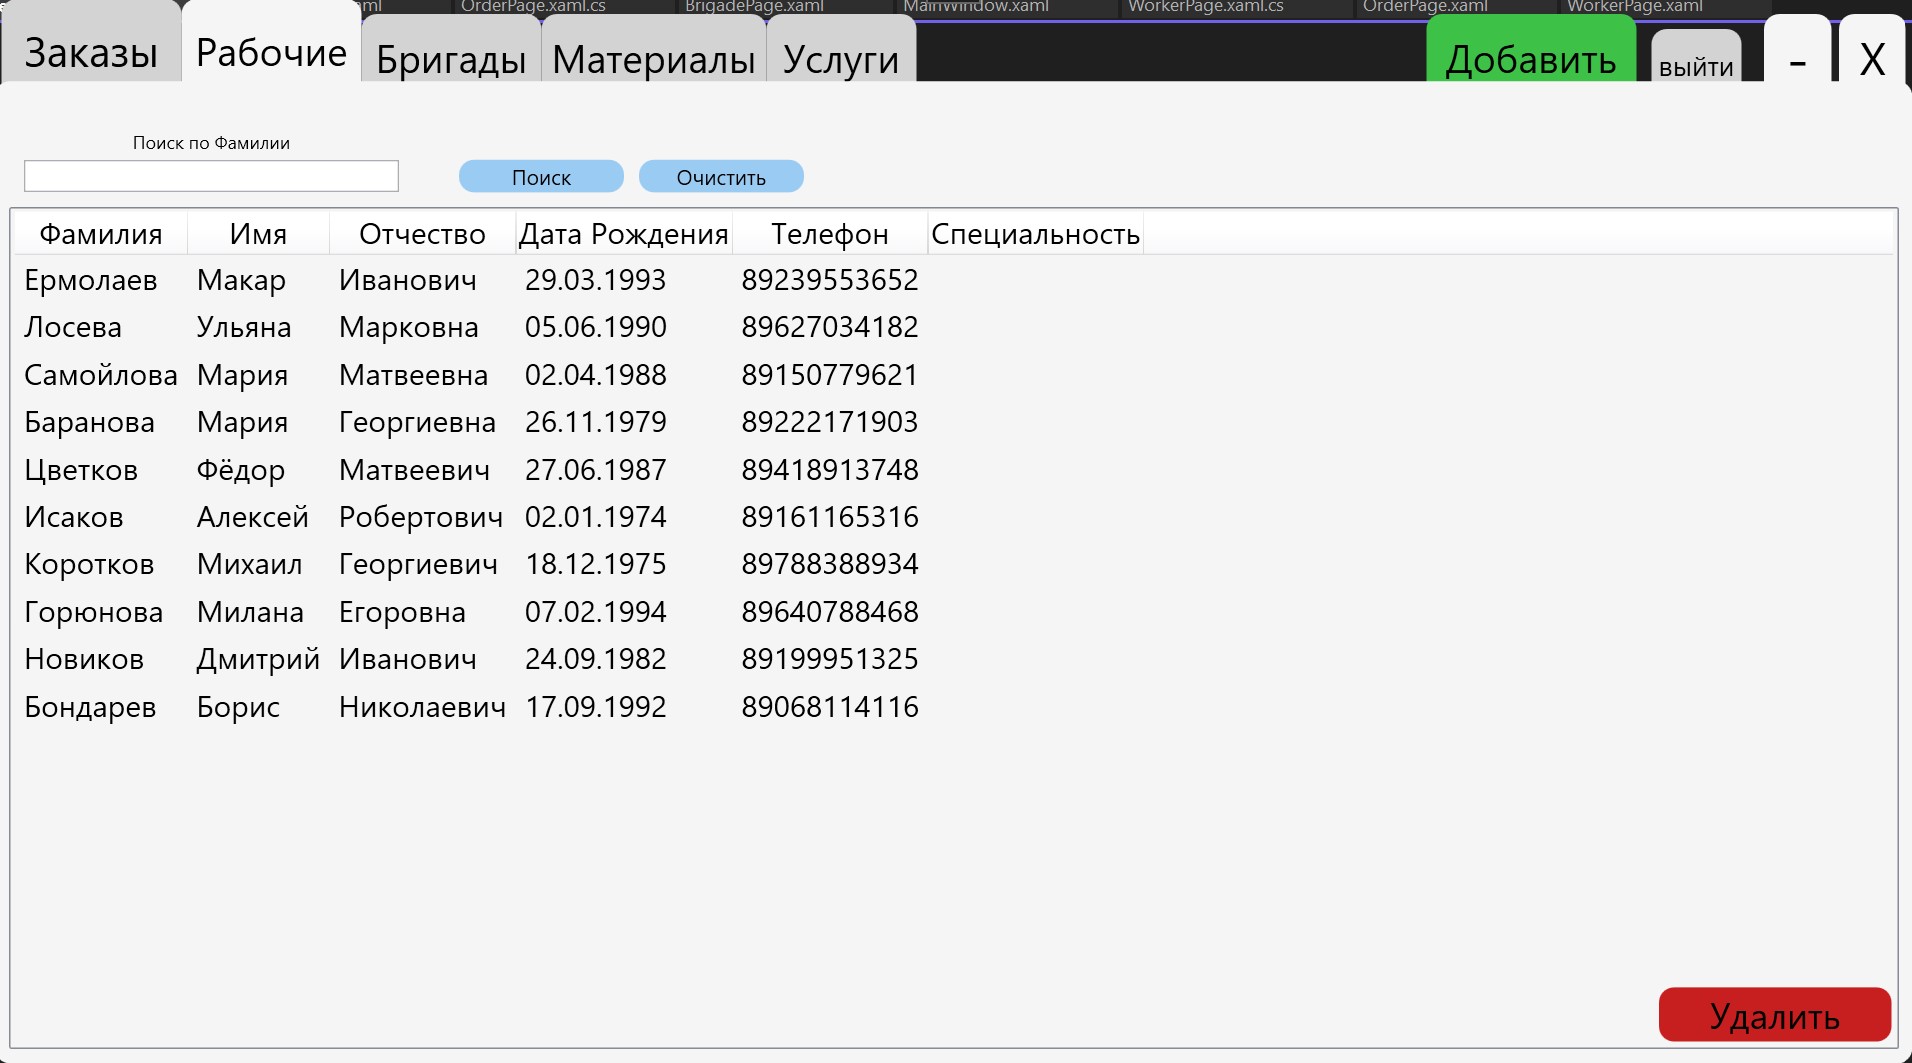 ml OrderPage.xaml.cs BrigadePage.xaml MainWindow.xaml WorkerPage.xaml.cs OrderPage.xaml WorkerPage.xaml
Заказы Рабочие Бригады Материалы Услуги Добавить выйти - X
Поиск по Фамилии
Поиск Очистить
Фамилия Имя Отчество Дата Рождения Телефон Специальность
Ермолаев Макар Иванович 29.03.1993 89239553652
Лосева Ульяна Марковна 05.06.1990 89627034182
Самойлова Мария Матвеевна 02.04.1988 89150779621
Баранова Мария Георгиевна 26.11.1979 89222171903
Цветков Фёдор Матвеевич 27.06.1987 89418913748
Исаков Алексей Робертович 02.01.1974 89161165316
Коротков Михаил Георгиевич 18.12.1975 89788388934
Горюнова Милана Егоровна 07.02.1994 89640788468
Новиков Дмитрий Иванович 24.09.1982 89199951325
Бондарев Борис Николаевич 17.09.1992 89068114116
Удалить